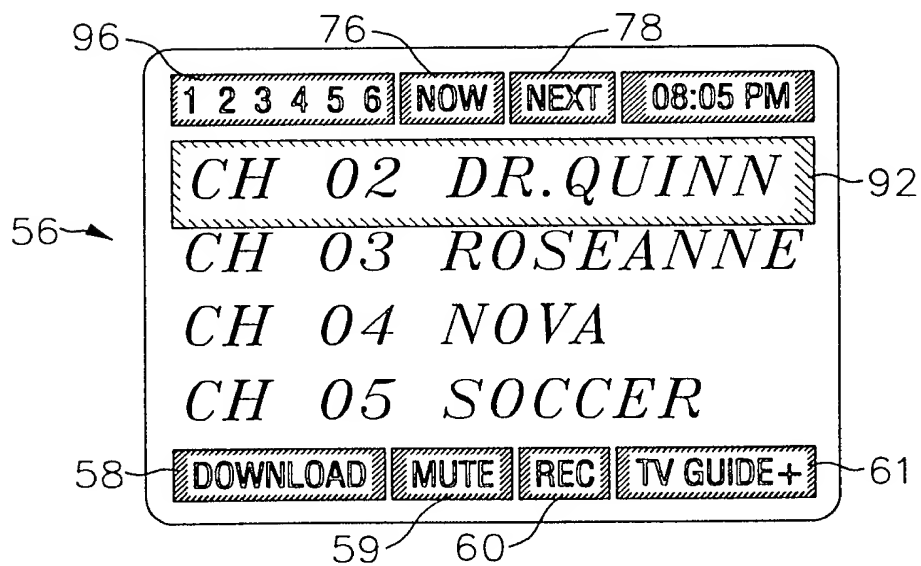 96 76 78
1 2 3 4 5 6 NOW NEXT 08:05 PM
CH 02 DR.QUINN 92
56
CH 03 ROSEANNE
CH 04 NOVA
CH 05 SOCCER
58 DOWNLOAD MUTE REC TV GUIDE+ 61
59 60